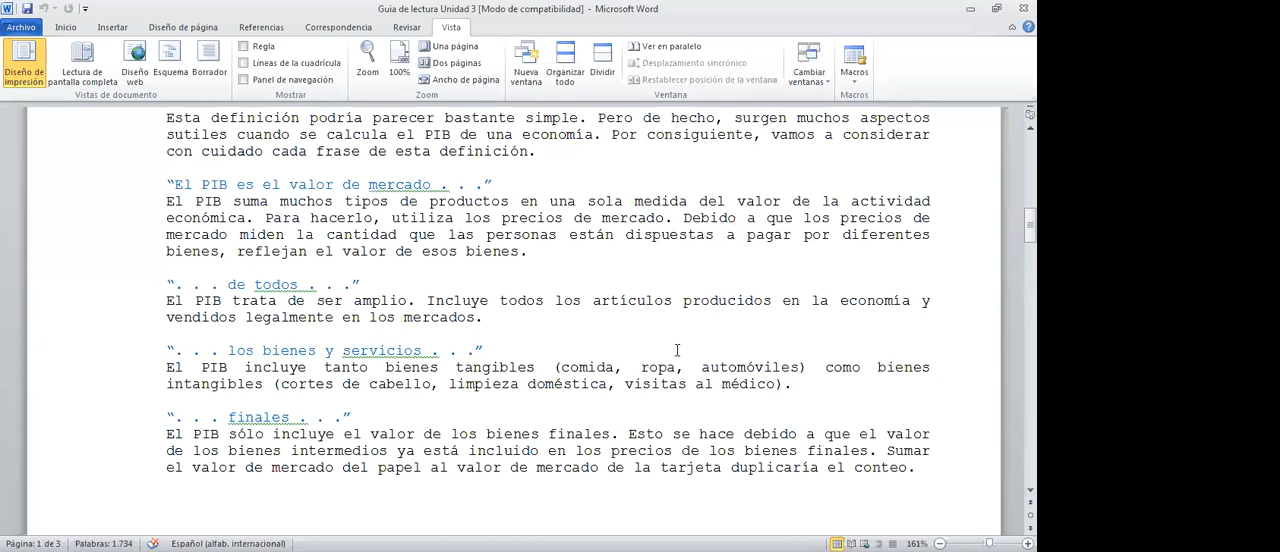 Guia de lectura Unidad 3 [Modo de compatibilidad] - Microsoft Word
Archivo Inicio Insertar Diseño de página Referencias Correspondencia Revisar Vista
Diseño de impresión
Lectura de pantalla completa
Diseño web
Esquema
Borrador
Vistas de documento
Regla
Líneas de la cuadrícula
Panel de navegación
Mostrar
Zoom
100%
Una página
Dos páginas
Ancho de página
Zoom
Nueva ventana
Organizar todo
Dividir
Ver en paralelo
Desplazamiento sincrónico
Restablecer posición de la ventana
Ventana
Cambiar ventanas
Macros
Macros
Esta definición podría parecer bastante simple. Pero de hecho, surgen muchos aspectos
sutiles cuando se calcula el PIB de una economía. Por consiguiente, vamos a considerar
con cuidado cada frase de esta definición.
“El PIB es el valor de mercado . . .”
El PIB suma muchos tipos de productos en una sola medida del valor de la actividad
económica. Para hacerlo, utiliza los precios de mercado. Debido a que los precios de
mercado miden la cantidad que las personas están dispuestas a pagar por diferentes
bienes, reflejan el valor de esos bienes.
“. . . de todos . . .”
El PIB trata de ser amplio. Incluye todos los artículos producidos en la economía y
vendidos legalmente en los mercados.
“. . . los bienes y servicios . . .”
El PIB incluye tanto bienes tangibles (comida, ropa, automóviles) como bienes
intangibles (cortes de cabello, limpieza doméstica, visitas al médico).
“. . . finales . . .”
El PIB sólo incluye el valor de los bienes finales. Esto se hace debido a que el valor
de los bienes intermedios ya está incluido en los precios de los bienes finales. Sumar
el valor de mercado del papel al valor de mercado de la tarjeta duplicaría el conteo.
Página: 1 de 3 Palabras: 1.734 Español (alfab. internacional) 161%